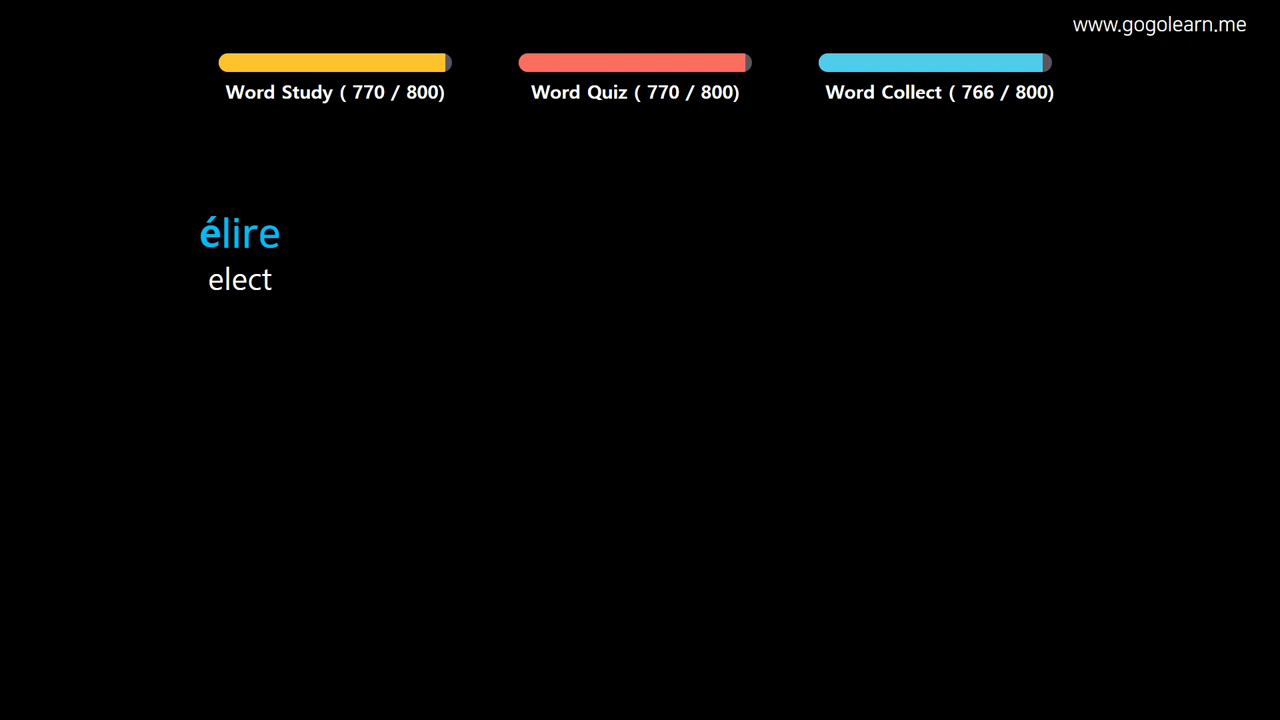 www.gogolearn.me
Word Study ( 770 / 800)
Word Quiz ( 770 / 800)
Word Collect ( 766 / 800)
élire
elect